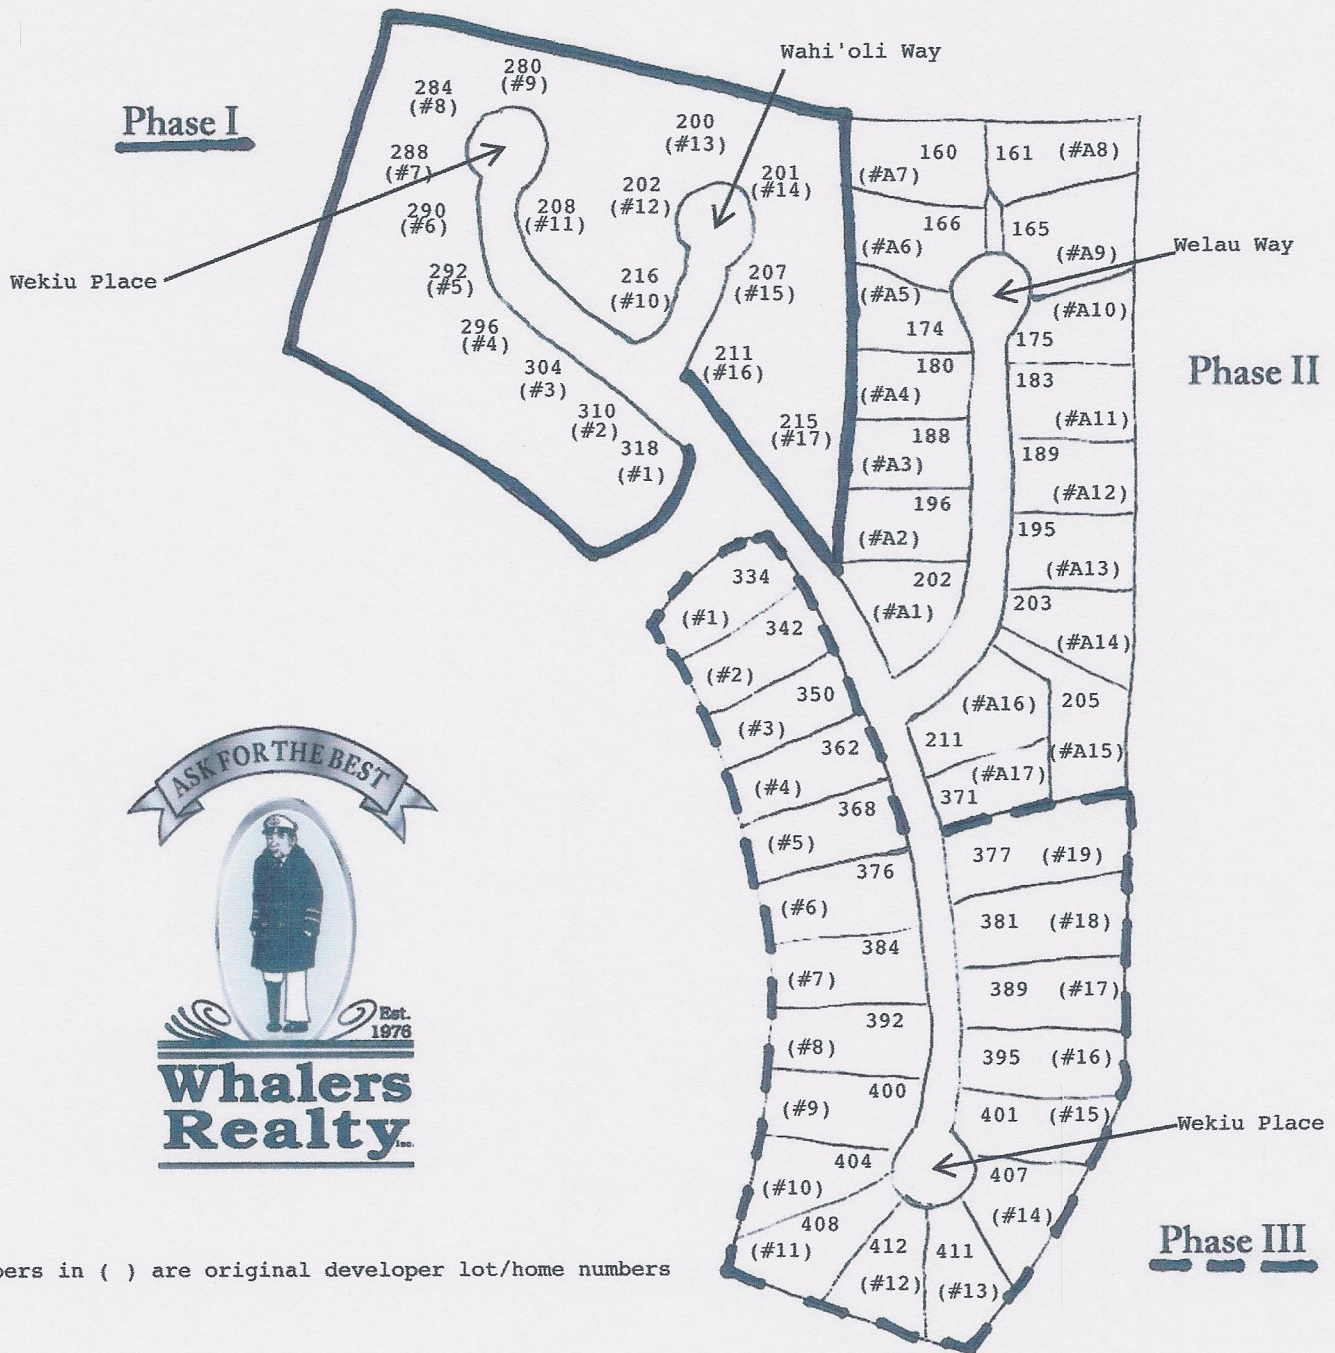 Wahi'oli Way
Phase I
280
(#9)
284
(#8)
288
(#7)
290
(#6)
292
(#5)
296
(#4)
304
(#3)
310
(#2)
318
(#1)
208
(#11)
200
(#13)
202
(#12)
201
(#14)
216
(#10)
207
(#15)
211
(#16)
215
(#17)
Wekiu Place
160
(#A7)
161 (#A8)
166
(#A6)
165
(#A9)
Welau Way
(#A5)
174
(#A10)
175
Phase II
180
(#A4)
183
(#A11)
188
(#A3)
189
(#A12)
196
(#A2)
195
(#A13)
202
(#A1)
203
(#A14)
(#A16)
205
211
(#A15)
(#A17)
371
334
(#1)
342
(#2)
350
(#3)
362
(#4)
368
(#5)
376
(#6)
384
(#7)
392
(#8)
400
(#9)
404
(#10)
408
(#11)
412
(#12)
411
(#13)
377 (#19)
381 (#18)
389 (#17)
395 (#16)
401 (#15)
407
(#14)
Wekiu Place
Phase III
ASK FOR THE BEST
Est.
1976
Whalers
Realty Inc.
bers in ( ) are original developer lot/home numbers